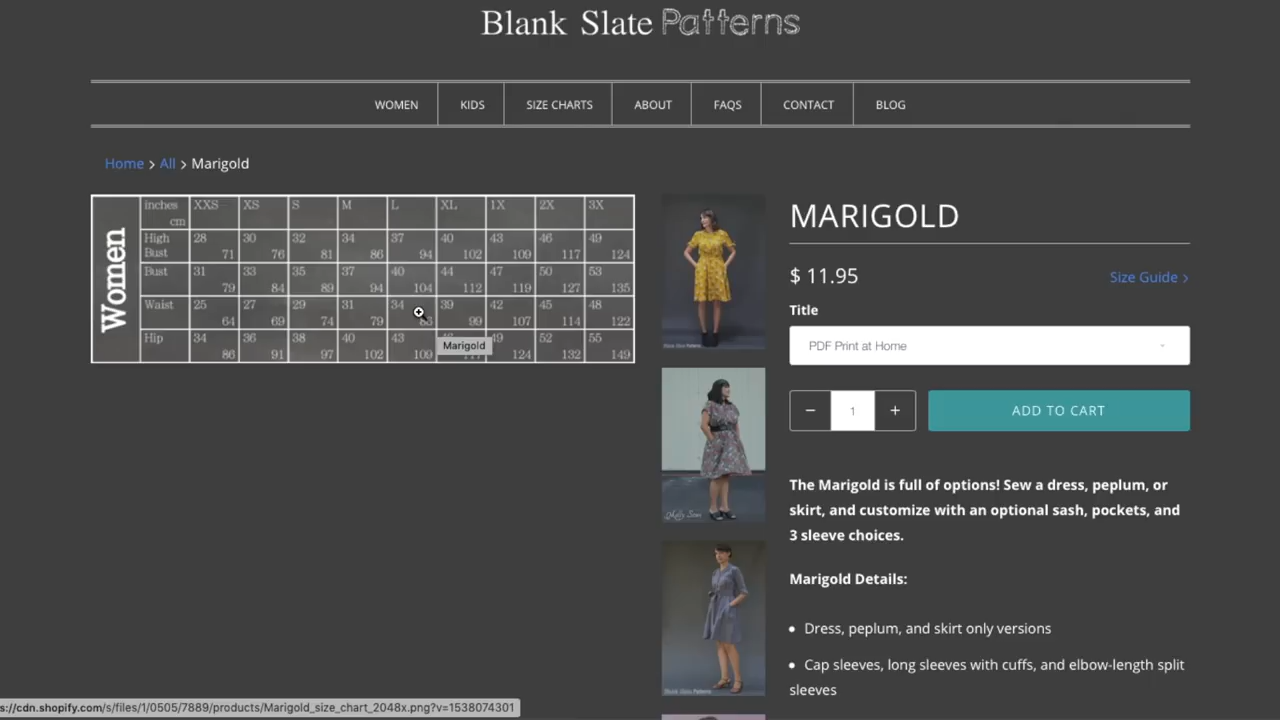 Blank Slate Patterns
WOMEN KIDS SIZE CHARTS ABOUT FAQS CONTACT BLOG
Home > All > Marigold
Women
inches cm XXS XS S M L XL 1X 2X 3X
High Bust 28 71 30 76 32 81 34 86 37 94 40 102 43 109 46 117 49 124
Bust 31 79 33 84 35 89 37 94 40 104 44 112 47 119 50 127 53 135
Waist 25 64 27 69 29 74 31 79 34 39 99 42 107 45 114 48 122
Hip 34 86 36 91 38 97 40 102 43 109 124 52 132 55 149
Marigold
MARIGOLD
$ 11.95
Size Guide >
Title
PDF Print at Home
− 1 + ADD TO CART
The Marigold is full of options! Sew a dress, peplum, or
skirt, and customize with an optional sash, pockets, and
3 sleeve choices.
Marigold Details:
• Dress, peplum, and skirt only versions
• Cap sleeves, long sleeves with cuffs, and elbow-length split
sleeves
s://cdn.shopify.com/s/files/1/0505/7889/products/Marigold_size_chart_2048x.png?v=1538074301